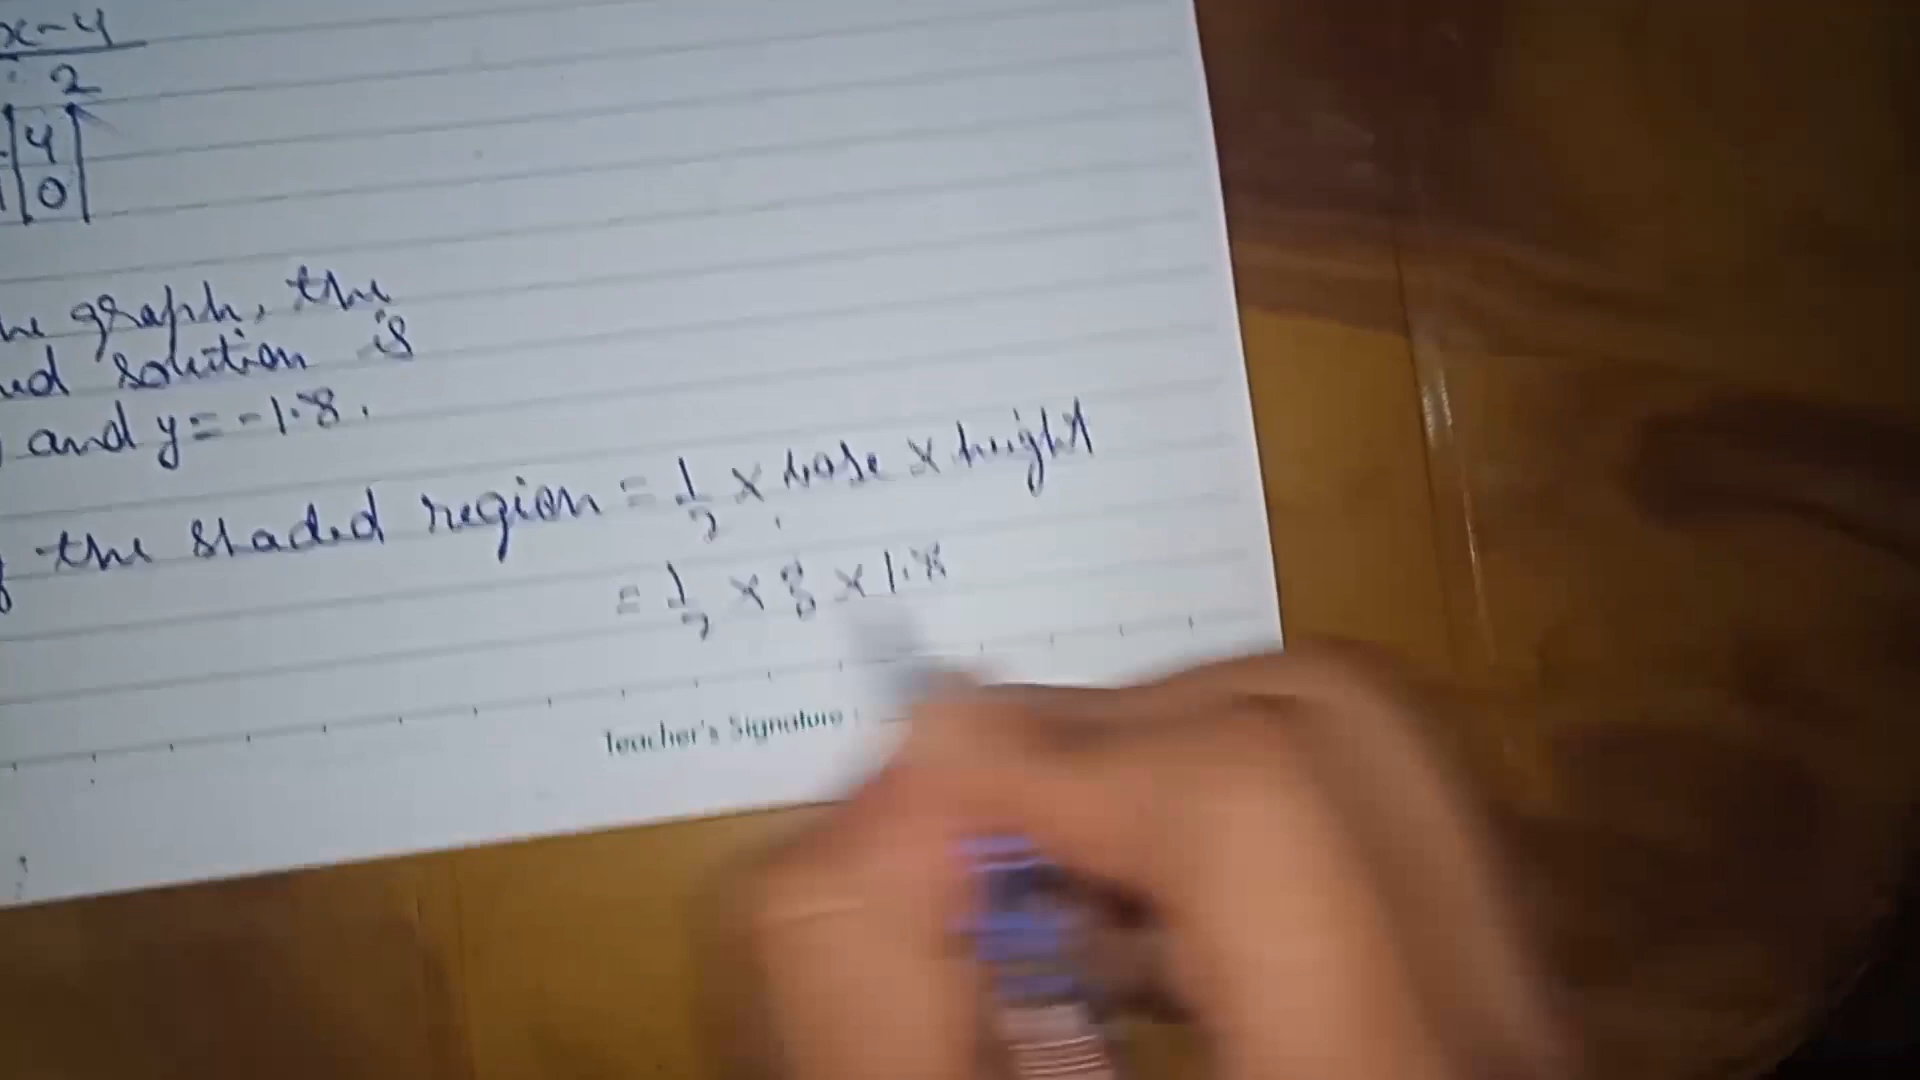 x-4
2
4
0
graph, the
solution is
and y = -1.8.
the shaded region = 1/2 × base × height
= 1/2 × 8 × 1.8
Teacher's Signature :